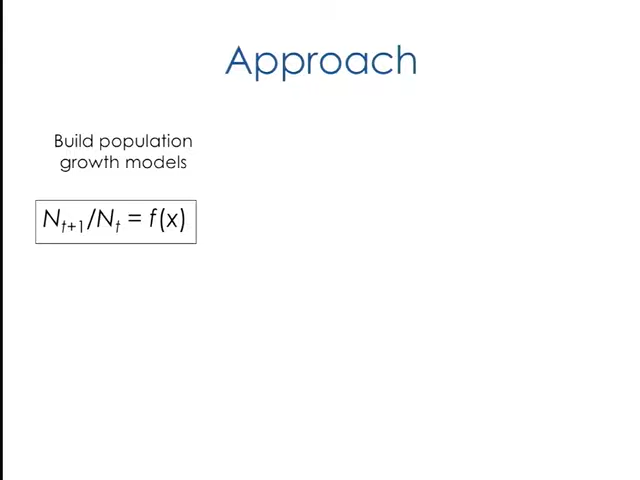 Approach
Build population
growth models
N_{t+1}/N_t = f(x)